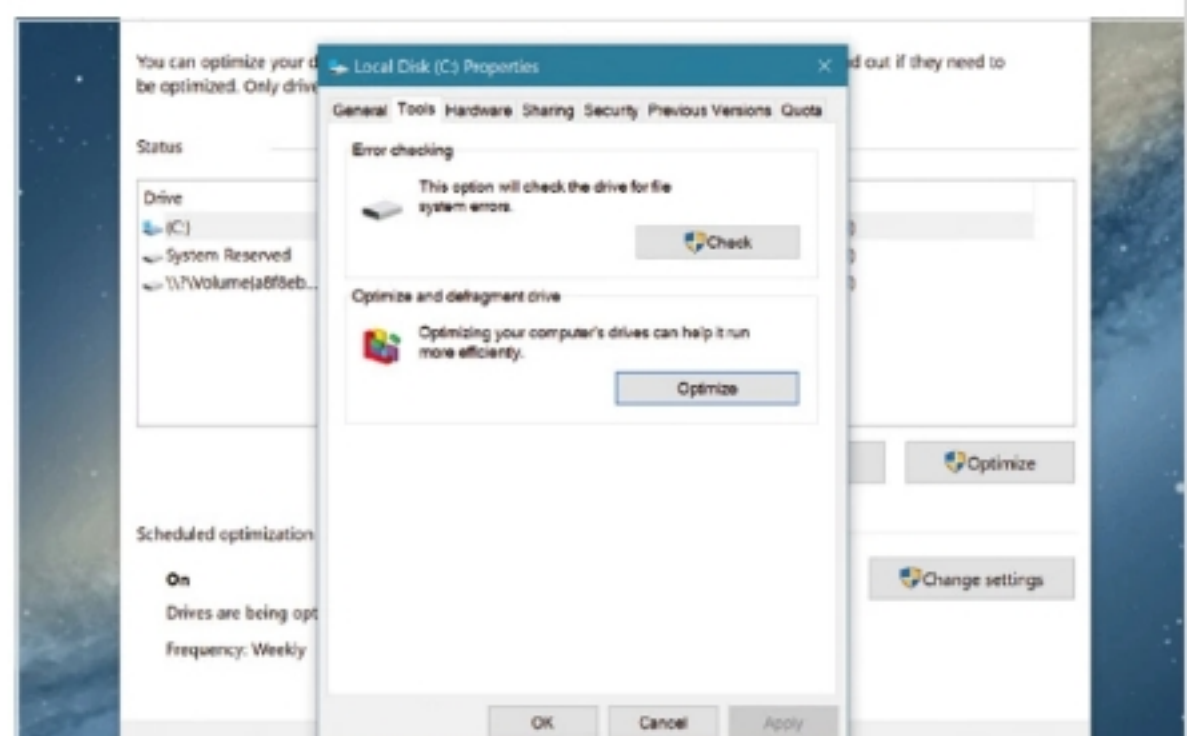 You can optimize your d
d out if they need to
be optimized. Only drive
Status
Drive
(C:)
System Reserved
\\?\Volume{a8f8eb...
Optimize
Scheduled optimization
On
Drives are being opt
Frequency: Weekly
Change settings
Local Disk (C:) Properties
General Tools Hardware Sharing Security Previous Versions Quota
Error checking
This option will check the drive for file
system errors.
Check
Optimize and defragment drive
Optimizing your computer's drives can help it run
more efficiently.
Optimize
OK Cancel Apply